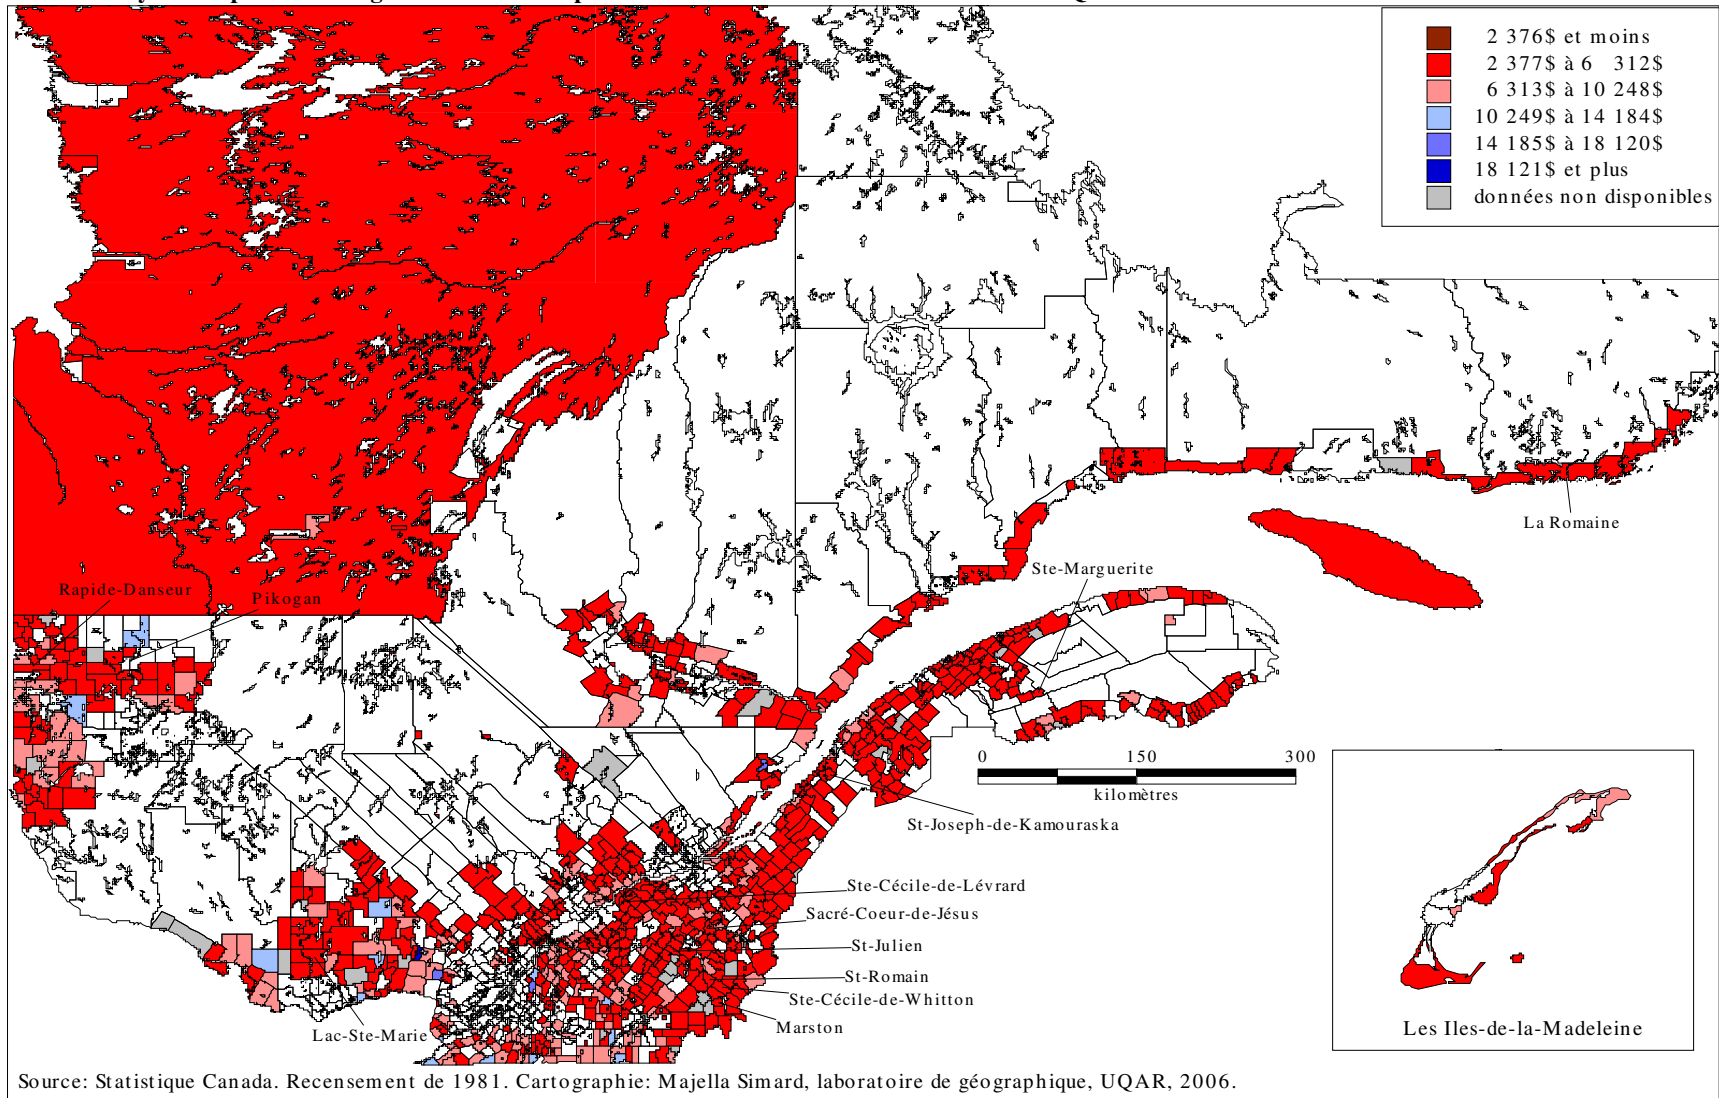 2 376$ et moins
2 377$ à 6 312$
6 313$ à 10 248$
10 249$ à 14 184$
14 185$ à 18 120$
18 121$ et plus
données non disponibles
La Romaine
Ste-Marguerite
Rapide-Danseur
Pikogan
0 150 300
kilomètres
St-Joseph-de-Kamouraska
Ste-Cécile-de-Lévrard
Sacré-Coeur-de-Jésus
St-Julien
St-Romain
Ste-Cécile-de-Whitton
Marston
Lac-Ste-Marie
Les Iles-de-la-Madeleine
Source: Statistique Canada. Recensement de 1981. Cartographie: Majella Simard, laboratoire de géographique, UQAR, 2006.